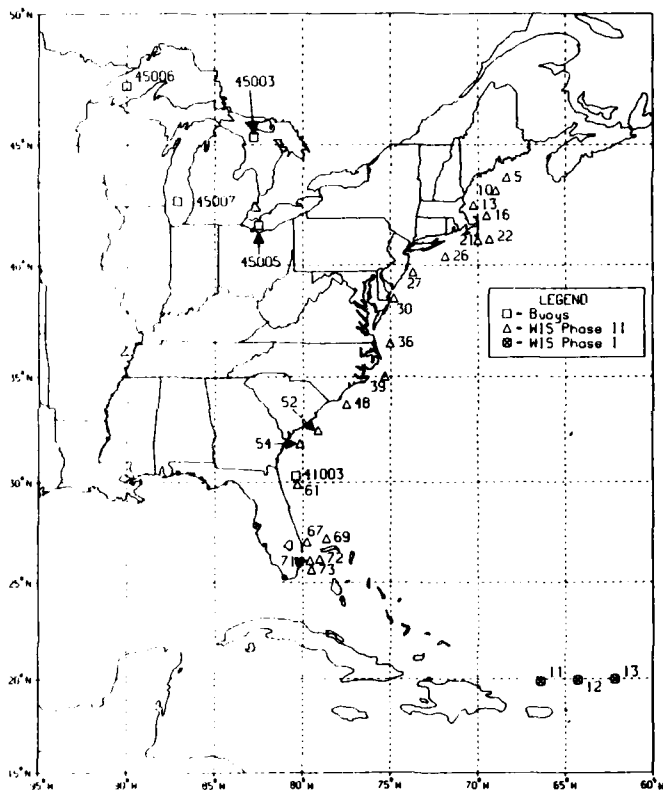 50°N
45003
45006
45°N
5
10
13
16
45007
21
22
45005
26
40°N
27
LEGEND
□ - Buoys
△ - WIS Phase II
⊗ - WIS Phase I
30
36
35°N
39
48
52
54
41003
30°N
61
67
69
71
72
73
25°N
20°N
11
12
13
15°N
95°W
90°W
85°W
80°W
75°W
70°W
65°W
60°W